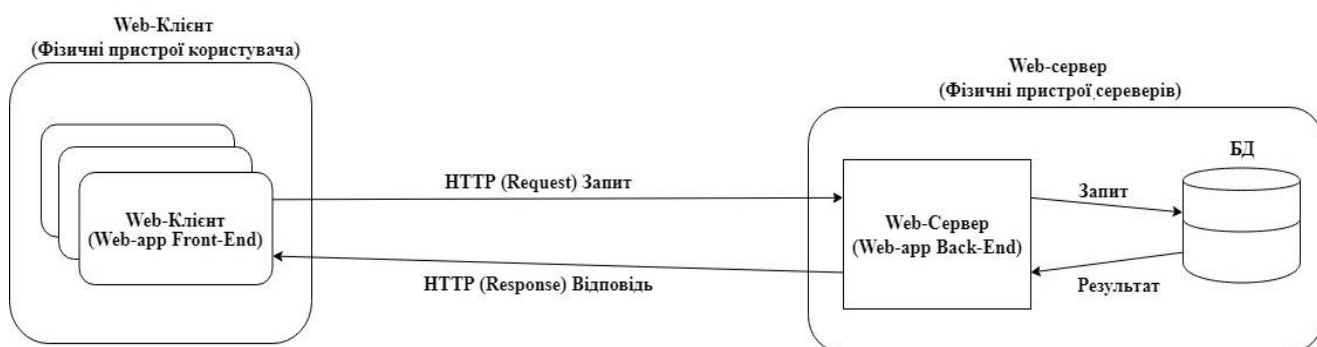 Web-Клієнт
(Фізичні пристрої користувача)
Web-Клієнт
(Web-app Front-End)
HTTP (Request) Запит
HTTP (Response) Відповідь
Web-сервер
(Фізичні пристрої сереверів)
Web-Сервер
(Web-app Back-End)
Запит
Результат
БД